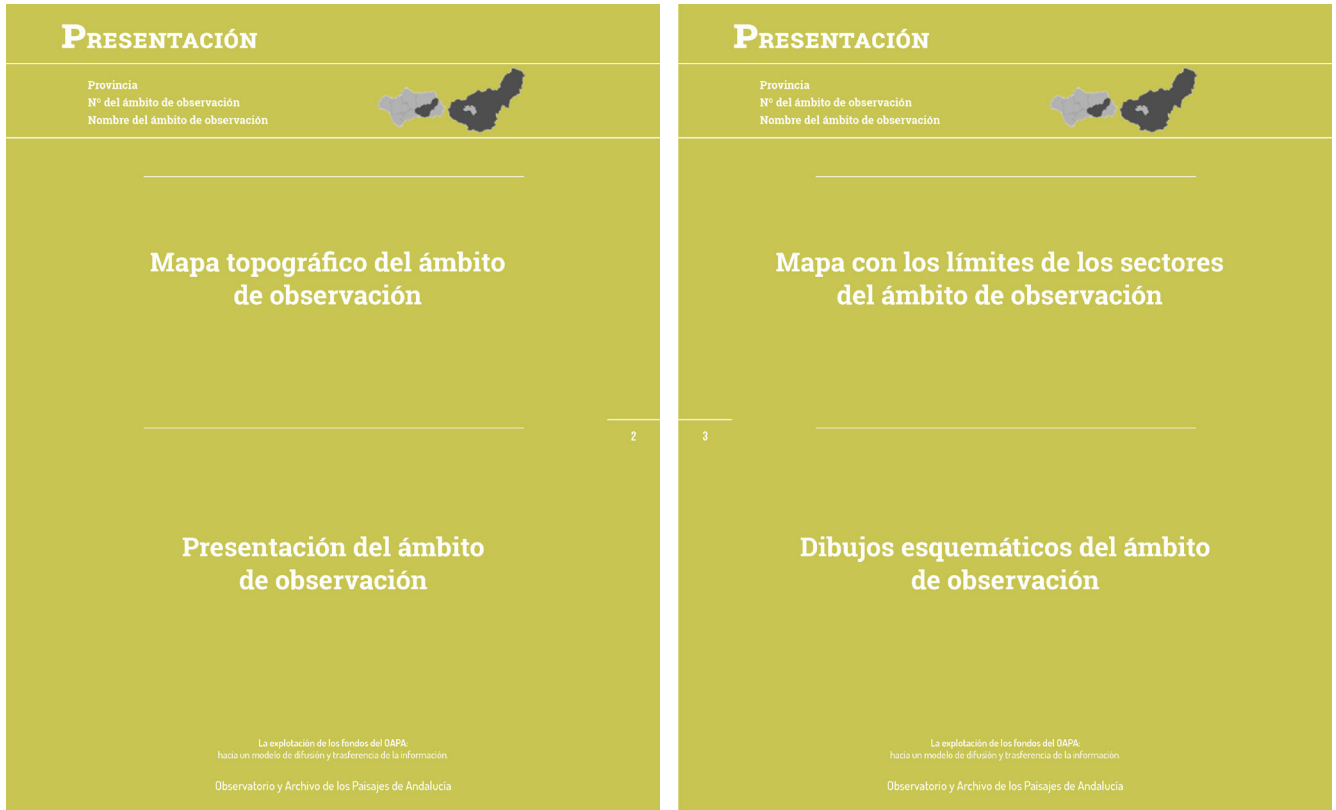 PRESENTACIÓN
Provincia
Nº del ámbito de observación
Nombre del ámbito de observación
Mapa topográfico del ámbito
de observación
2
Presentación del ámbito
de observación
La explotación de los fondos del OAPA:
hacia un modelo de difusión y trasferencia de la información.
Observatorio y Archivo de los Paisajes de Andalucía
PRESENTACIÓN
Provincia
Nº del ámbito de observación
Nombre del ámbito de observación
Mapa con los límites de los sectores
del ámbito de observación
3
Dibujos esquemáticos del ámbito
de observación
La explotación de los fondos del OAPA:
hacia un modelo de difusión y trasferencia de la información.
Observatorio y Archivo de los Paisajes de Andalucía